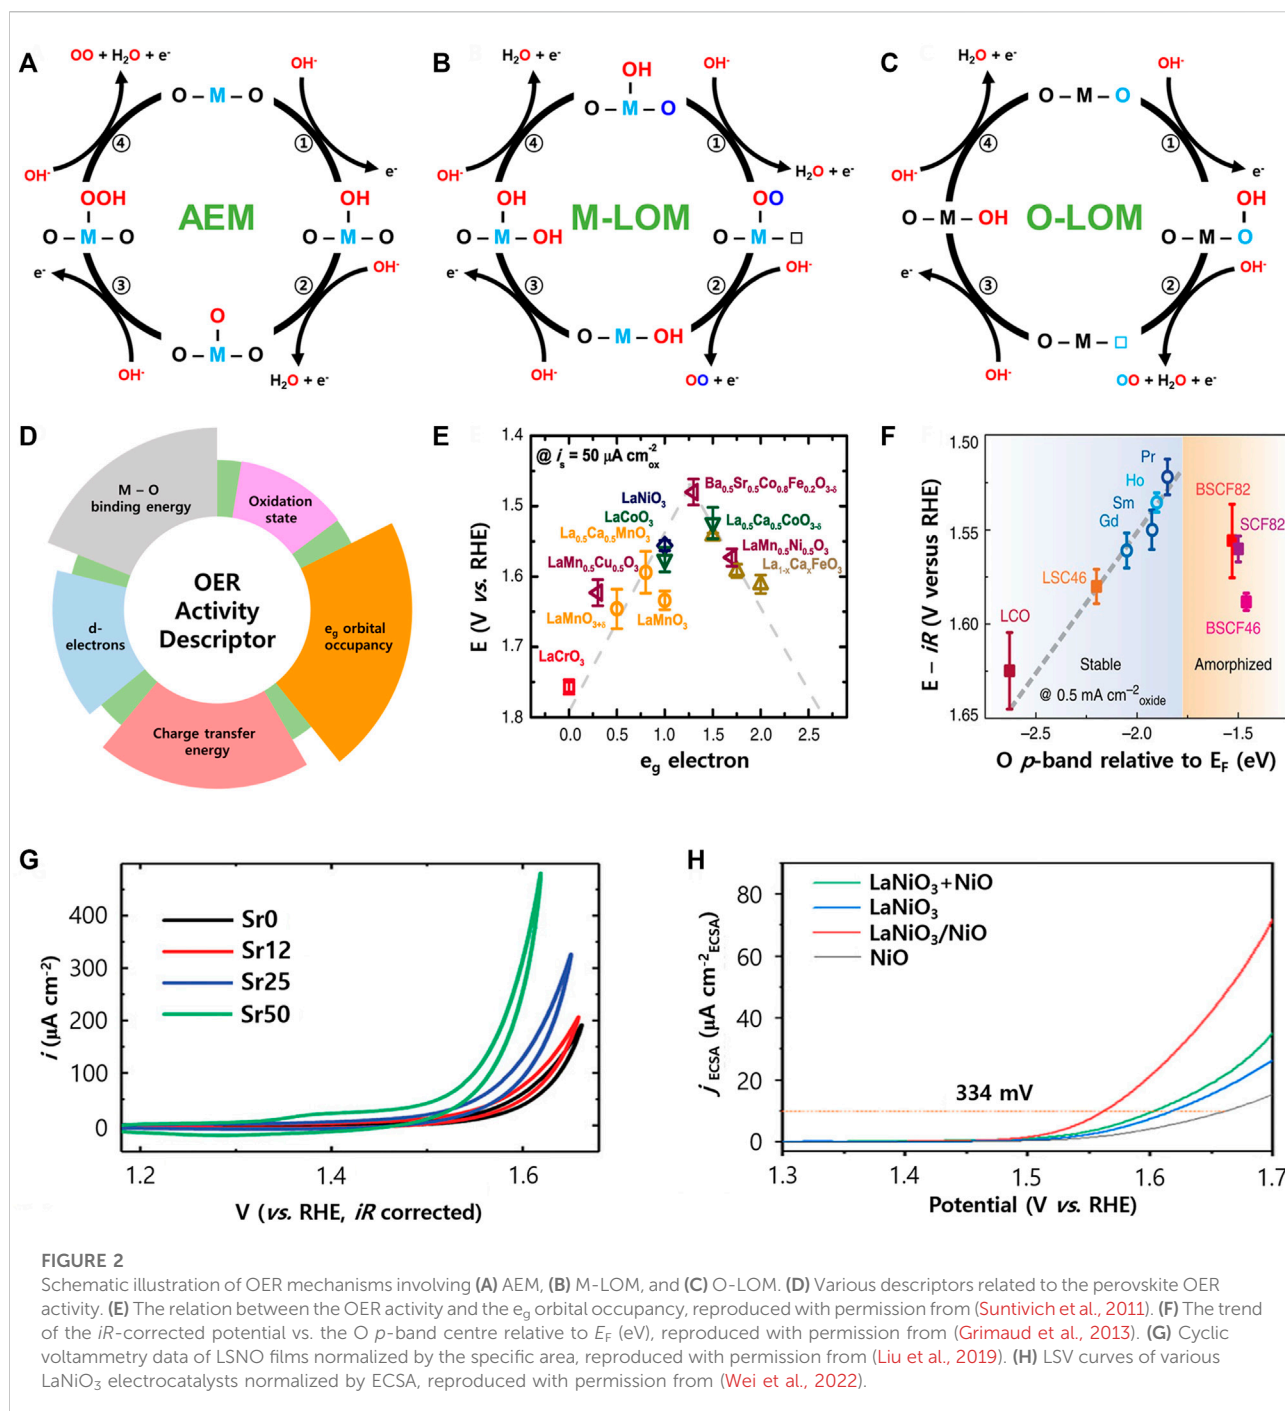 A
OO + H₂O + e⁻
OH⁻
O – M – O
④
①
OH⁻
e⁻
OOH
OH
AEM
O – M – O
O – M – O
e⁻
OH⁻
③
②
O
O – M – O
OH⁻
H₂O + e⁻
B
H₂O + e⁻
OH
OH⁻
O – M – O
④
①
OH⁻
H₂O + e⁻
OH
OO
M-LOM
O – M – OH
O – M – □
e⁻
OH⁻
③
②
O – M – OH
OH⁻
OO + e⁻
C
H₂O + e⁻
OH⁻
O – M – O
④
①
OH⁻
e⁻
OH
O – M – OH
O-LOM
O – M – O
e⁻
OH⁻
③
②
O – M – □
OH⁻
OO + H₂O + e⁻
D
M – O
binding energy
Oxidation
state
OER
Activity
Descriptor
d-
electrons
e_g orbital
occupancy
Charge transfer
energy
E
@ i_s = 50 µA cm⁻²_ox
1.4
1.5
1.6
1.7
1.8
E (V vs. RHE)
Ba₀.₅Sr₀.₅Co₀.₈Fe₀.₂O₃₋δ
LaNiO₃
LaCoO₃
La₀.₅Ca₀.₅CoO₃₋δ
La₀.₅Ca₀.₅MnO₃
LaMn₀.₅Ni₀.₅O₃
LaMn₀.₅Cu₀.₅O₃
La₁₋ₓCaₓFeO₃
LaMnO₃₊δ
LaMnO₃
LaCrO₃
0.0 0.5 1.0 1.5 2.0 2.5
e_g electron
F
1.50
1.55
1.60
1.65
E – iR (V versus RHE)
Pr
Ho
Sm
Gd
BSCF82
SCF82
LSC46
BSCF46
LCO
Stable
Amorphized
@ 0.5 mA cm⁻²_oxide
–2.5 –2.0 –1.5
O p-band relative to E_F (eV)
G
400
300
200
100
0
i (µA cm⁻²)
Sr0
Sr12
Sr25
Sr50
1.2 1.4 1.6
V (vs. RHE, iR corrected)
H
80
60
40
20
0
j_ECSA (µA cm⁻²_ECSA)
LaNiO₃+NiO
LaNiO₃
LaNiO₃/NiO
NiO
334 mV
1.3 1.4 1.5 1.6 1.7
Potential (V vs. RHE)
FIGURE 2
Schematic illustration of OER mechanisms involving (A) AEM, (B) M-LOM, and (C) O-LOM. (D) Various descriptors related to the perovskite OER
activity. (E) The relation between the OER activity and the e_g orbital occupancy, reproduced with permission from (Suntivich et al., 2011). (F) The trend
of the iR-corrected potential vs. the O p-band centre relative to E_F (eV), reproduced with permission from (Grimaud et al., 2013). (G) Cyclic
voltammetry data of LSNO films normalized by the specific area, reproduced with permission from (Liu et al., 2019). (H) LSV curves of various
LaNiO₃ electrocatalysts normalized by ECSA, reproduced with permission from (Wei et al., 2022).